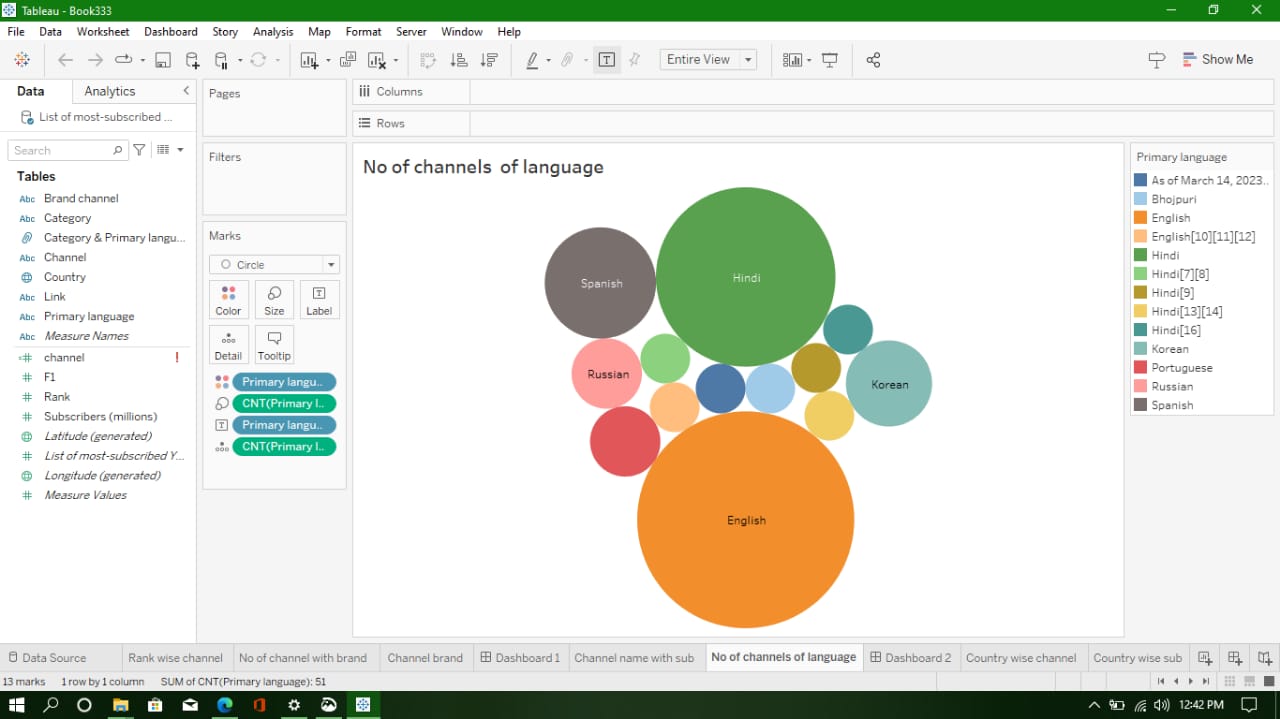 Tableau - Book333
File Data Worksheet Dashboard Story Analysis Map Format Server Window Help
Entire View
Show Me
Data Analytics
List of most-subscribed ...
Search
Tables
Abc Brand channel
Abc Category
Category & Primary langu...
Abc Channel
Country
Abc Link
Abc Primary language
Abc Measure Names
channel !
F1
Rank
Subscribers (millions)
Latitude (generated)
List of most-subscribed Y...
Longitude (generated)
Measure Values
Pages
Filters
Marks
Circle
Color Size Label
Detail Tooltip
Primary langu..
CNT(Primary l..
Primary langu..
CNT(Primary l..
Columns
Rows
No of channels of language
Hindi
Spanish
Russian
Korean
English
Primary language
As of March 14, 2023..
Bhojpuri
English
English[10][11][12]
Hindi
Hindi[7][8]
Hindi[9]
Hindi[13][14]
Hindi[16]
Korean
Portuguese
Russian
Spanish
Data Source Rank wise channel No of channel with brand Channel brand Dashboard 1 Channel name with sub No of channels of language Dashboard 2 Country wise channel Country wise sub
13 marks 1 row by 1 column SUM of CNT(Primary language): 51
12:42 PM